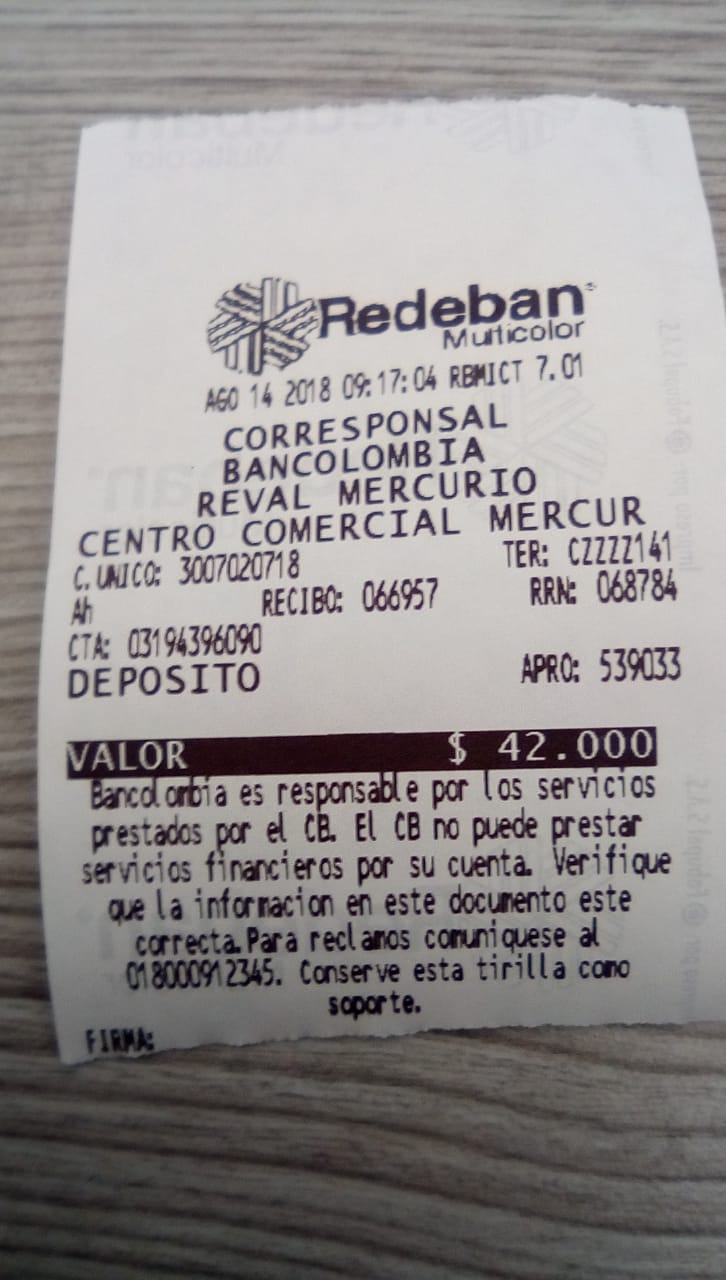 Redeban®
Multicolor
AGO 14 2018 09:17:04 RBMICT 7.01
CORRESPONSAL
BANCOLOMBIA
REVAL MERCURIO
CENTRO COMERCIAL MERCUR
C. UNICO: 3007020718 TER: CZZZZ141
Ah RECIBO: 066957 RRN: 068784
CTA: 03194396090
DEPOSITO APRO: 539033
VALOR $ 42.000
Bancolombia es responsable por los servicios
prestados por el CB. El CB no puede prestar
servicios financieros por su cuenta. Verifique
que la informacion en este documento este
correcta.Para reclamos comuniquese al
018000912345. Conserve esta tirilla como
soporte.
FIRMA: